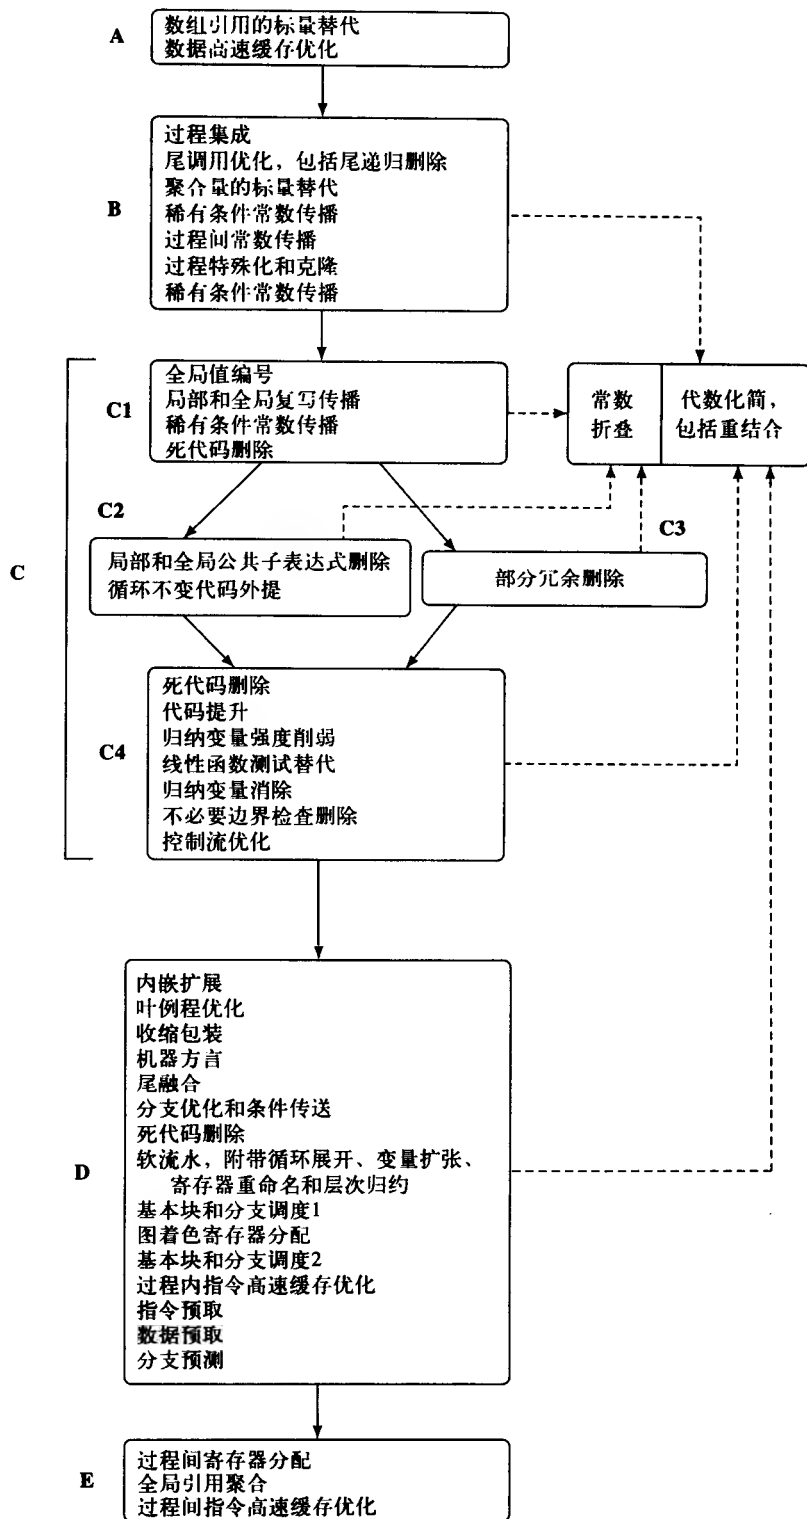 A
数组引用的标量替代
数据高速缓存优化
B
过程集成
尾调用优化，包括尾递归删除
聚合量的标量替代
稀有条件常数传播
过程间常数传播
过程特殊化和克隆
稀有条件常数传播
C
C1
全局值编号
局部和全局复写传播
稀有条件常数传播
死代码删除
常数
折叠
代数化简，
包括重结合
C2
局部和全局公共子表达式删除
循环不变代码外提
C3
部分冗余删除
C4
死代码删除
代码提升
归纳变量强度削弱
线性函数测试替代
归纳变量消除
不必要边界检查删除
控制流优化
D
内嵌扩展
叶例程优化
收缩包装
机器方言
尾融合
分支优化和条件传送
死代码删除
软流水，附带循环展开、变量扩张、
寄存器重命名和层次归约
基本块和分支调度1
图着色寄存器分配
基本块和分支调度2
过程内指令高速缓存优化
指令预取
数据预取
分支预测
E
过程间寄存器分配
全局引用聚合
过程间指令高速缓存优化